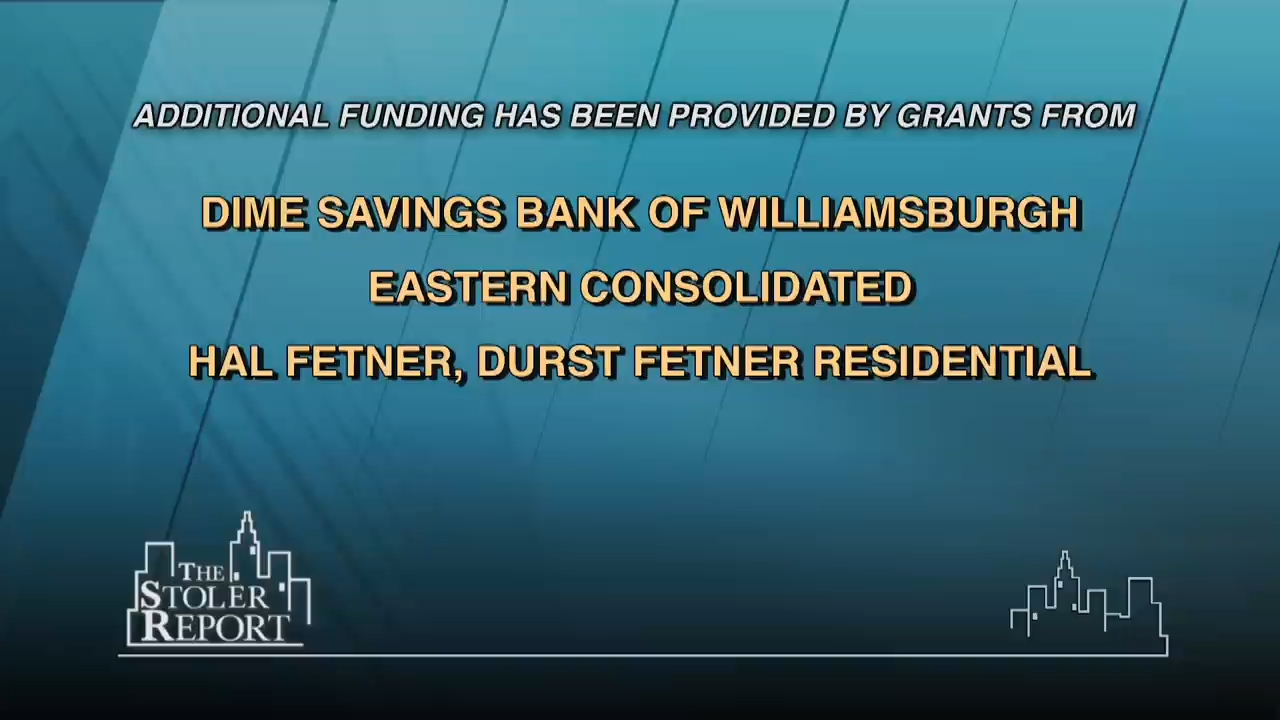 ADDITIONAL FUNDING HAS BEEN PROVIDED BY GRANTS FROM
DIME SAVINGS BANK OF WILLIAMSBURGH
EASTERN CONSOLIDATED
HAL FETNER, DURST FETNER RESIDENTIAL
THE
STOLER
REPORT